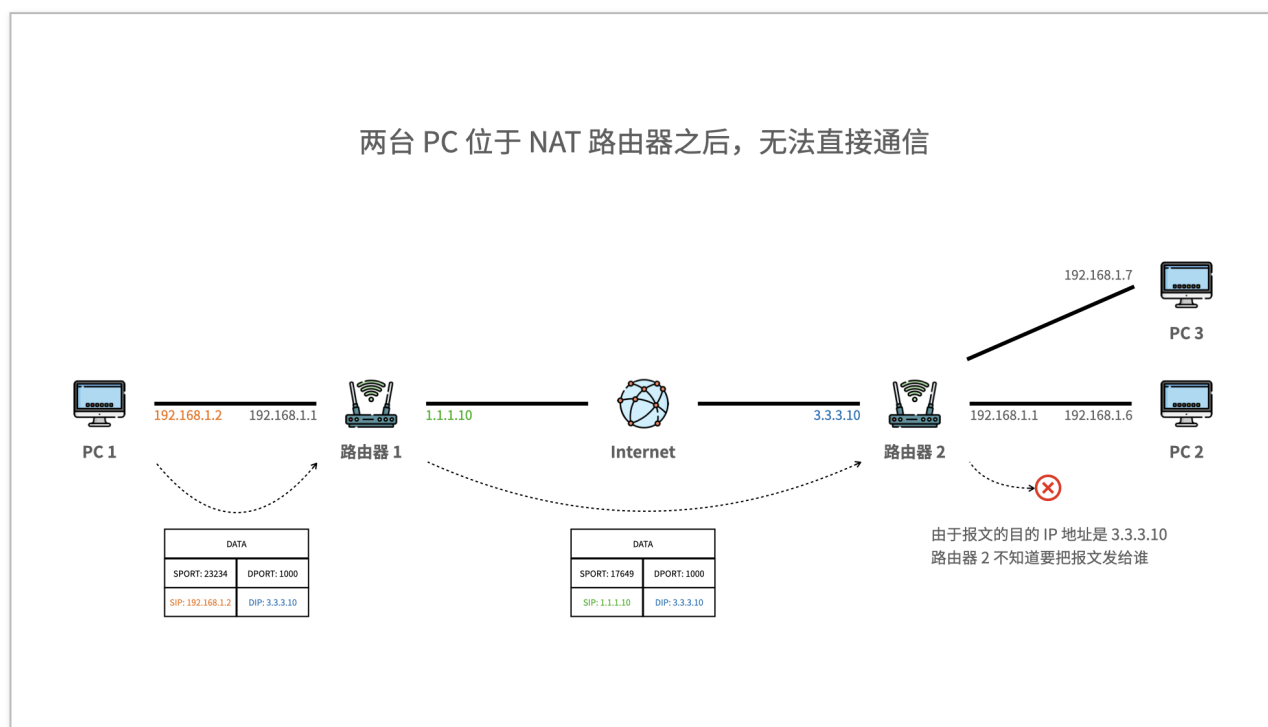 两台 PC 位于 NAT 路由器之后，无法直接通信
192.168.1.7
PC 3
192.168.1.2
192.168.1.1
1.1.1.10
3.3.3.10
192.168.1.1
192.168.1.6
PC 1
路由器 1
Internet
路由器 2
PC 2
DATA
SPORT: 23234
DPORT: 1000
SIP: 192.168.1.2
DIP: 3.3.3.10
DATA
SPORT: 17649
DPORT: 1000
SIP: 1.1.1.10
DIP: 3.3.3.10
由于报文的目的 IP 地址是 3.3.3.10
路由器 2 不知道要把报文发给谁